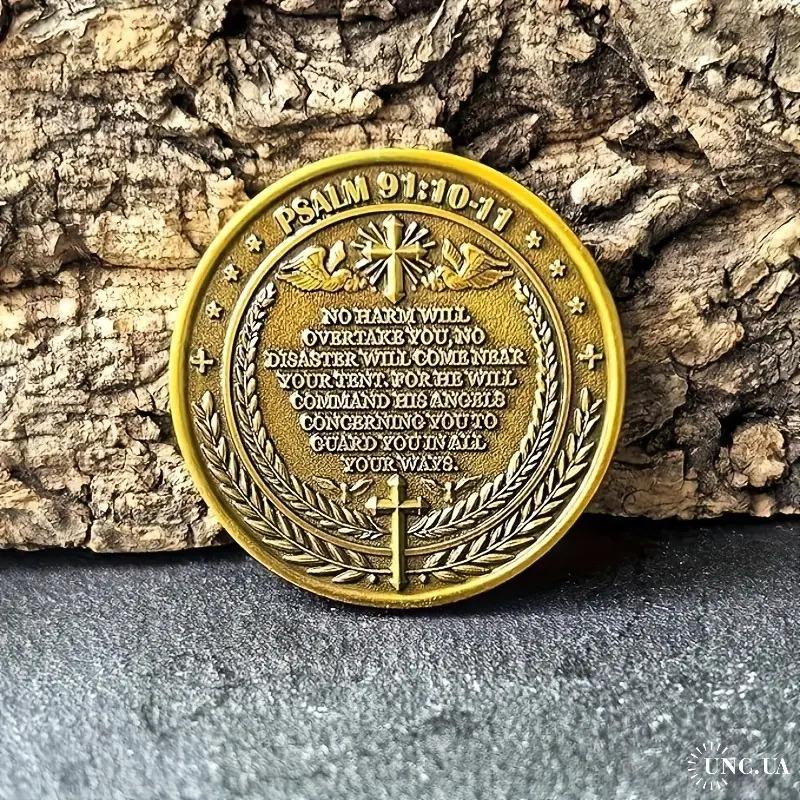 PSALM 91:10-11
NO HARM WILL
OVERTAKE YOU, NO
DISASTER WILL COME NEAR
YOUR TENT. FOR HE WILL
COMMAND HIS ANGELS
CONCERNING YOU TO
GUARD YOU IN ALL
YOUR WAYS.
UNC.UA